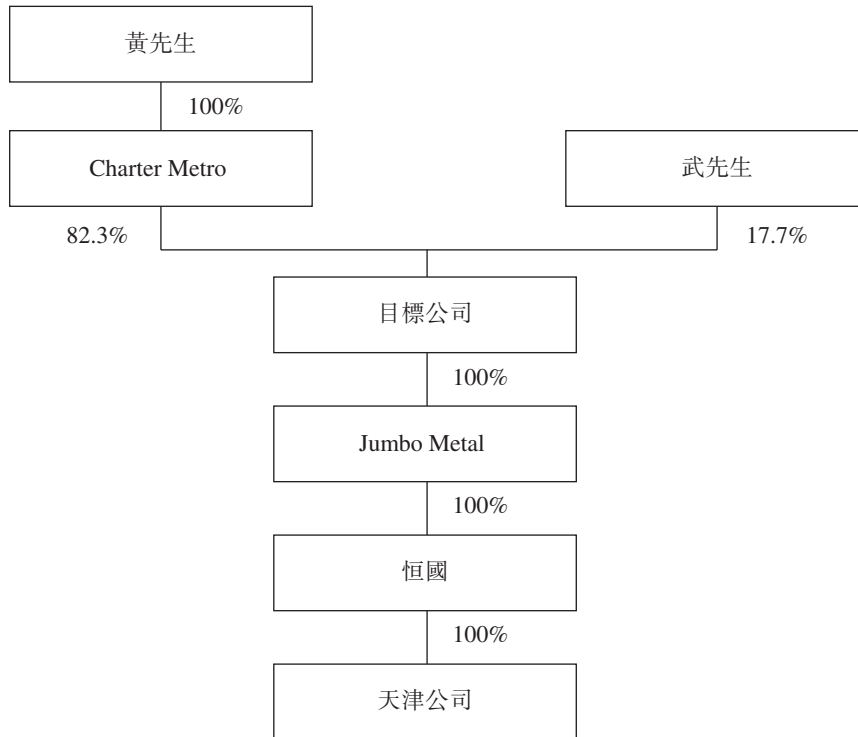 黃先生
100%
Charter Metro
武先生
82.3%
17.7%
目標公司
100%
Jumbo Metal
100%
恒國
100%
天津公司